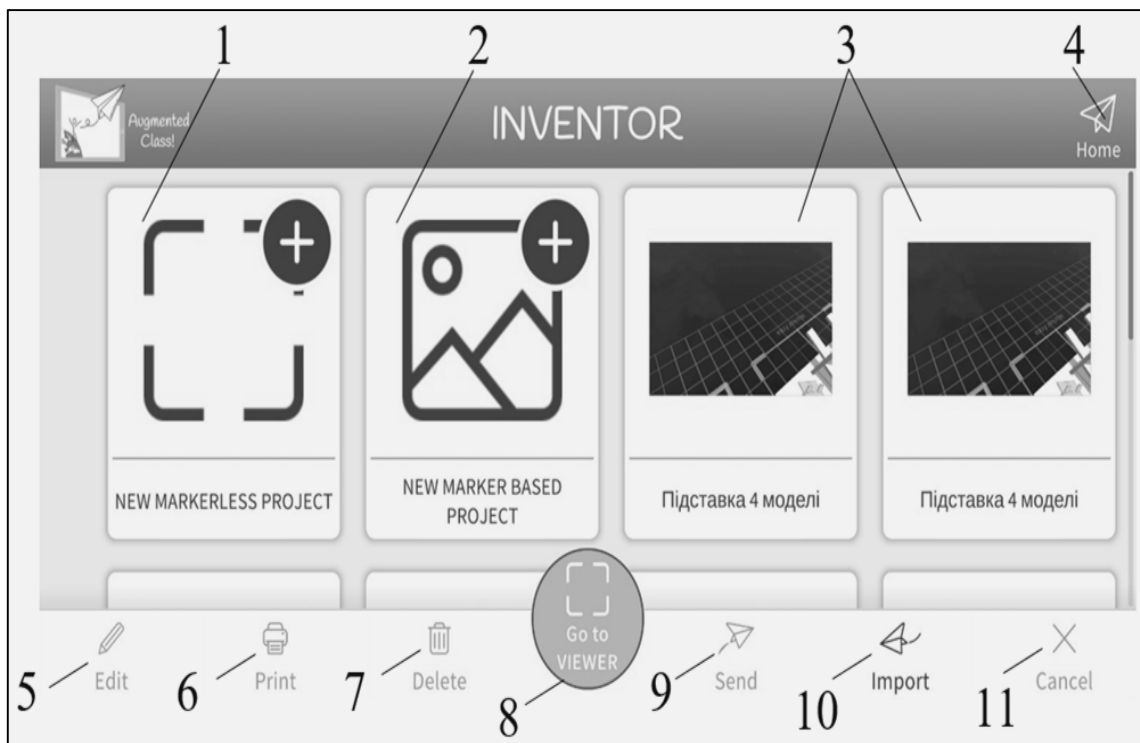 1
2
3
4
Augmented
Class!
INVENTOR
Home
NEW MARKERLESS PROJECT
NEW MARKER BASED
PROJECT
Підставка 4 моделі
Підставка 4 моделі
Go to
VIEWER
Edit
Print
Delete
Send
Import
Cancel
5
6
7
8
9
10
11